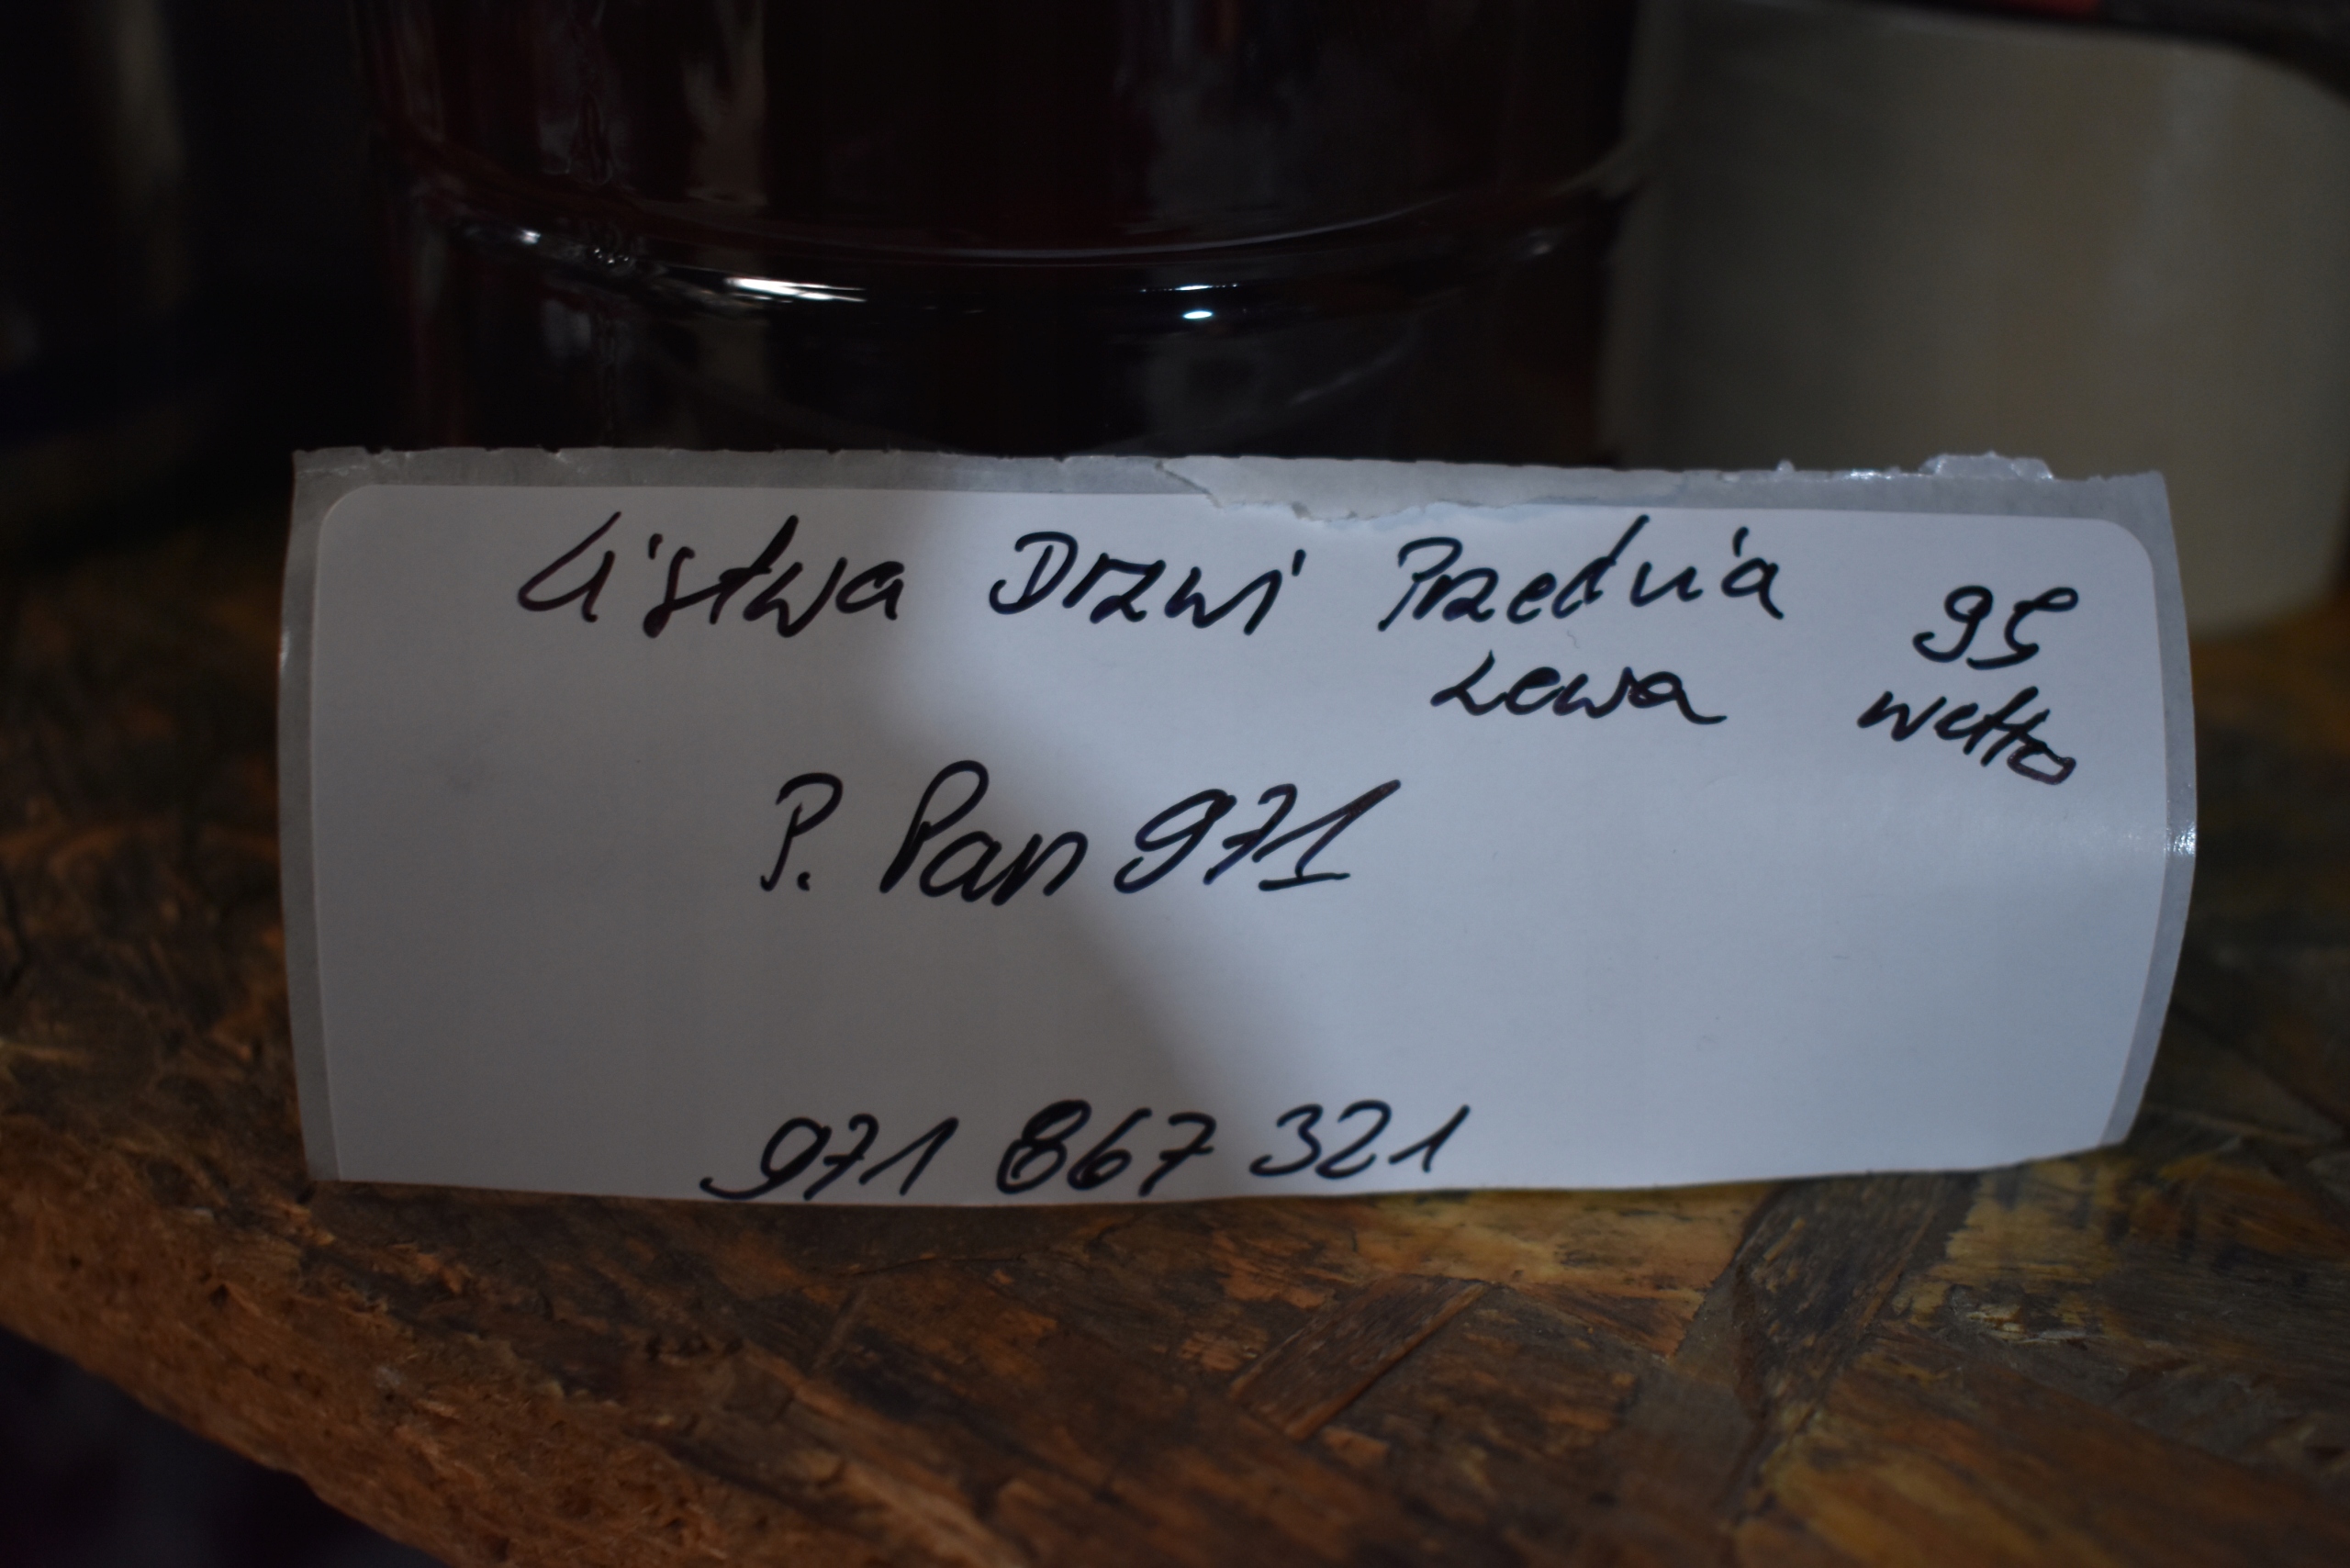 Listwa Drzwi Przednia 95
Lewa netto
P. Pan 971
971 867 321